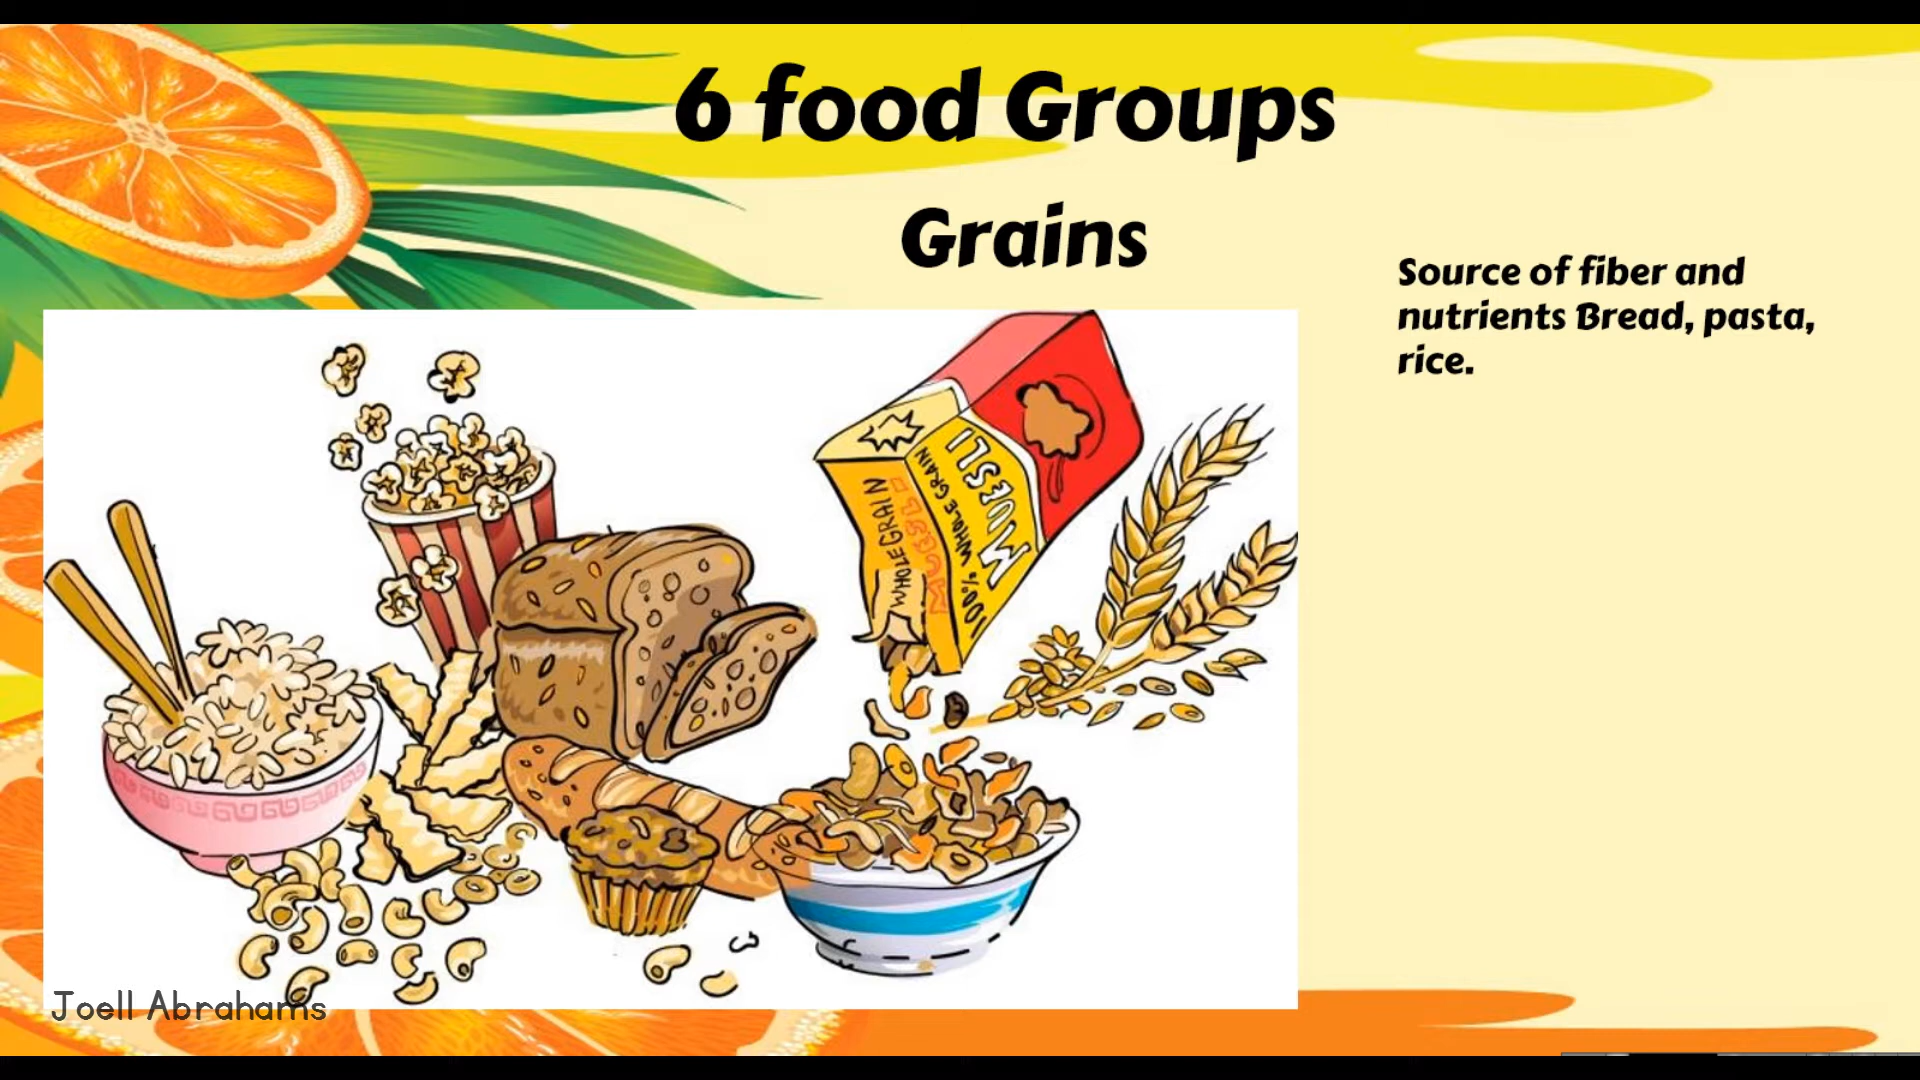 6 food Groups
Grains
Source of fiber and
nutrients Bread, pasta,
rice.
WHOLE GRAIN
MUESLI
100% WHOLE GRAIN
MUESLI
Joell Abrahams